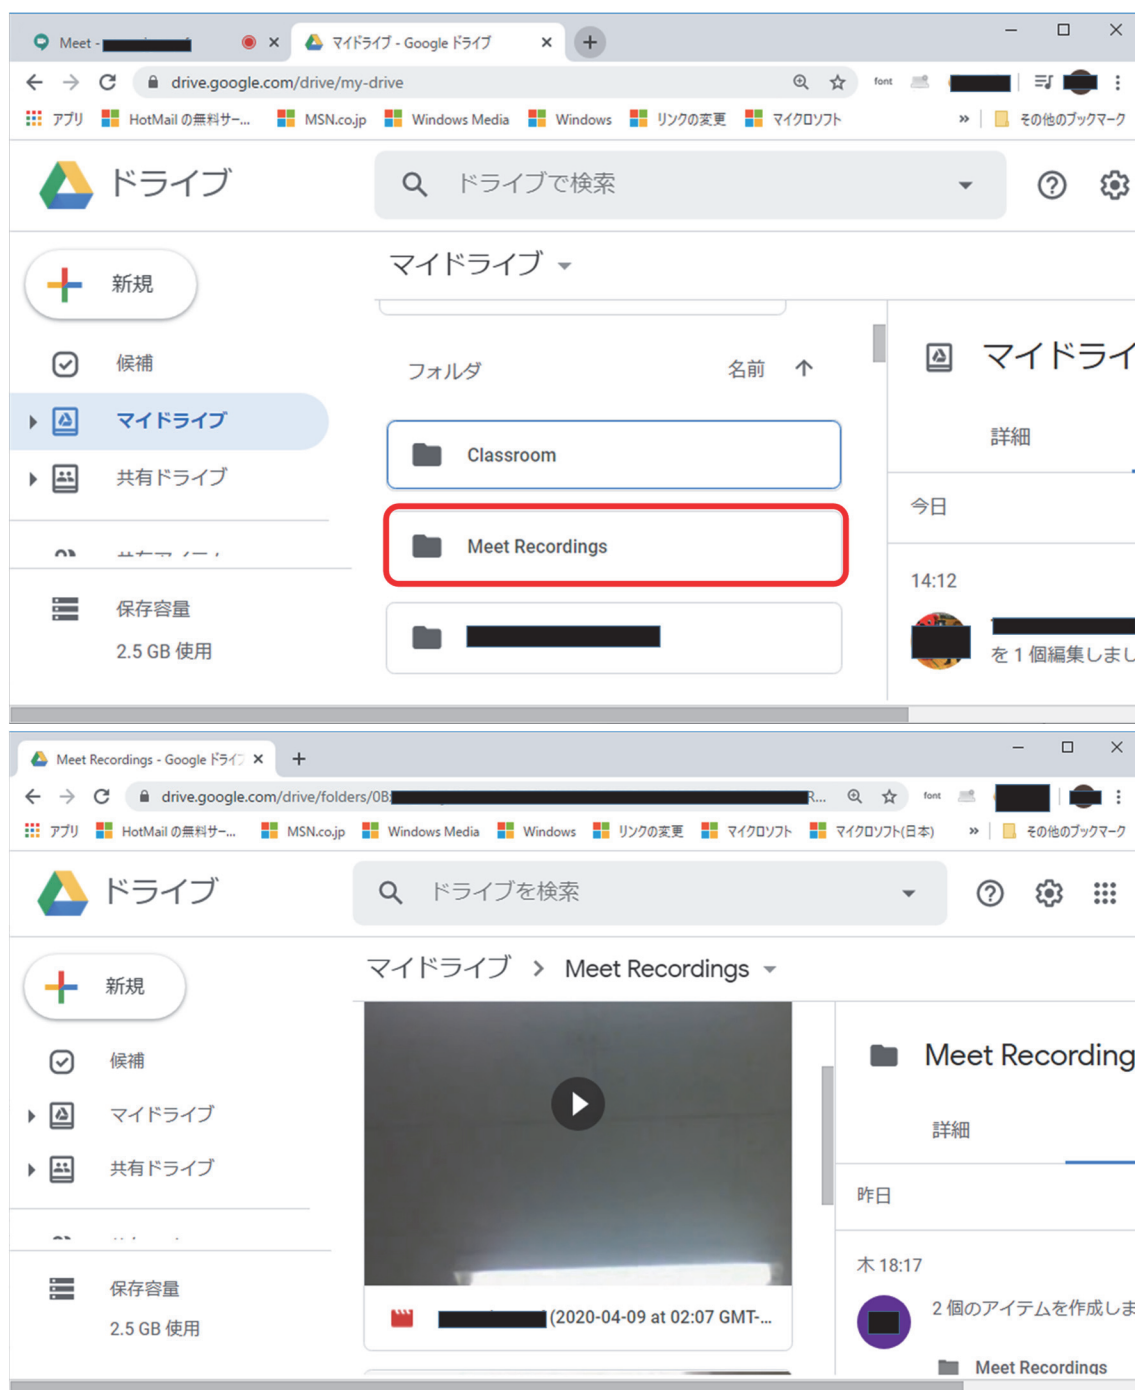 Meet -
マイドライブ - Google ドライブ
drive.google.com/drive/my-drive
font
アプリ HotMail の無料サー... MSN.co.jp Windows Media Windows リンクの変更 マイクロソフト » その他のブックマーク
ドライブ
ドライブで検索
マイドライブ
新規
候補
マイドライブ
共有ドライブ
保存容量
2.5 GB 使用
フォルダ
名前
Classroom
Meet Recordings
マイドライ
詳細
今日
14:12
を 1 個編集しまし
Meet Recordings - Google ドライブ
drive.google.com/drive/folders/0B
R...
font
アプリ HotMail の無料サー... MSN.co.jp Windows Media Windows リンクの変更 マイクロソフト マイクロソフト(日本) » その他のブックマーク
ドライブ
ドライブを検索
マイドライブ > Meet Recordings
新規
候補
マイドライブ
共有ドライブ
保存容量
2.5 GB 使用
(2020-04-09 at 02:07 GMT-...
Meet Recording
詳細
昨日
木 18:17
2 個のアイテムを作成しま
Meet Recordings